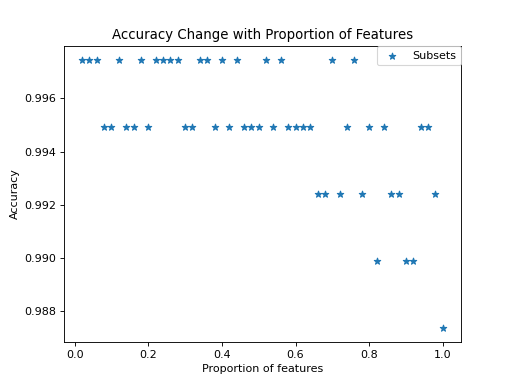 Accuracy Change with Proportion of Features
Subsets
0.996
0.994
0.992
0.990
0.988
Accuracy
0.0 0.2 0.4 0.6 0.8 1.0
Proportion of features